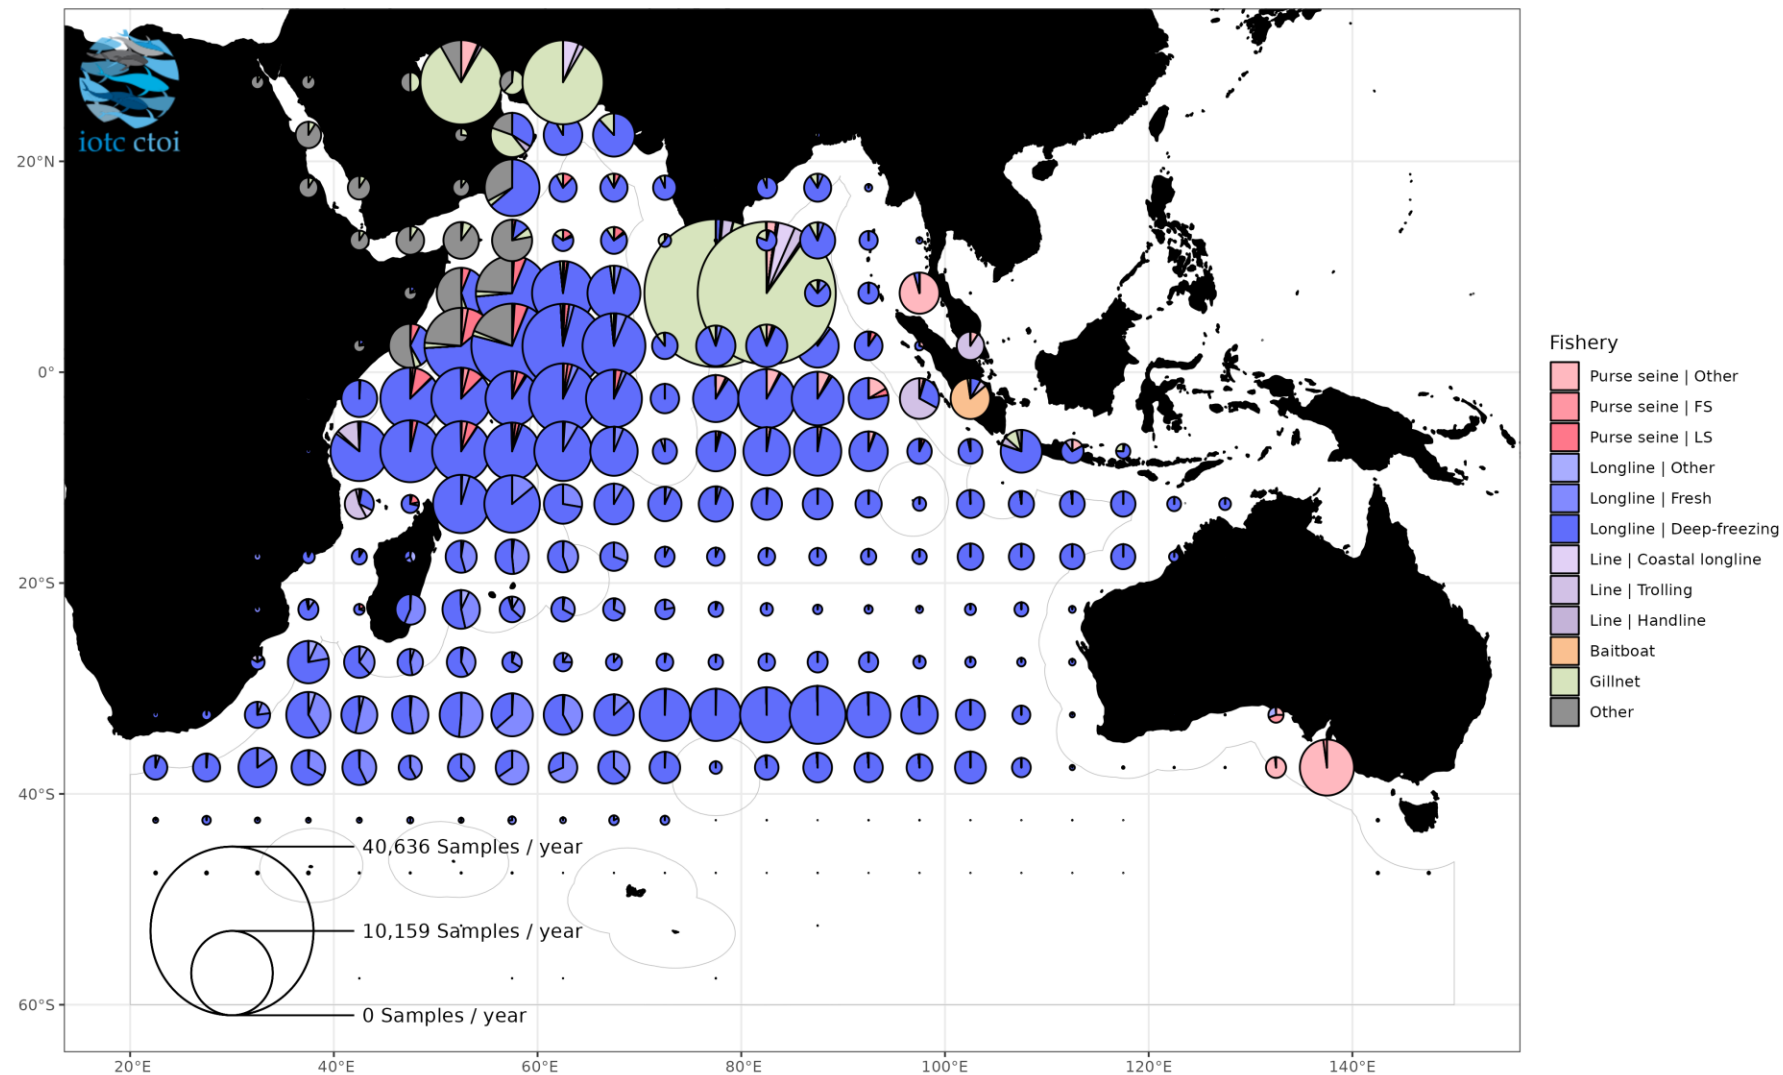 iotc ctoi
20°N
0°
20°S
40°S
60°S
20°E
40°E
60°E
80°E
100°E
120°E
140°E
40,636 Samples / year
10,159 Samples / year
0 Samples / year
Fishery
Purse seine | Other
Purse seine | FS
Purse seine | LS
Longline | Other
Longline | Fresh
Longline | Deep-freezing
Line | Coastal longline
Line | Trolling
Line | Handline
Baitboat
Gillnet
Other